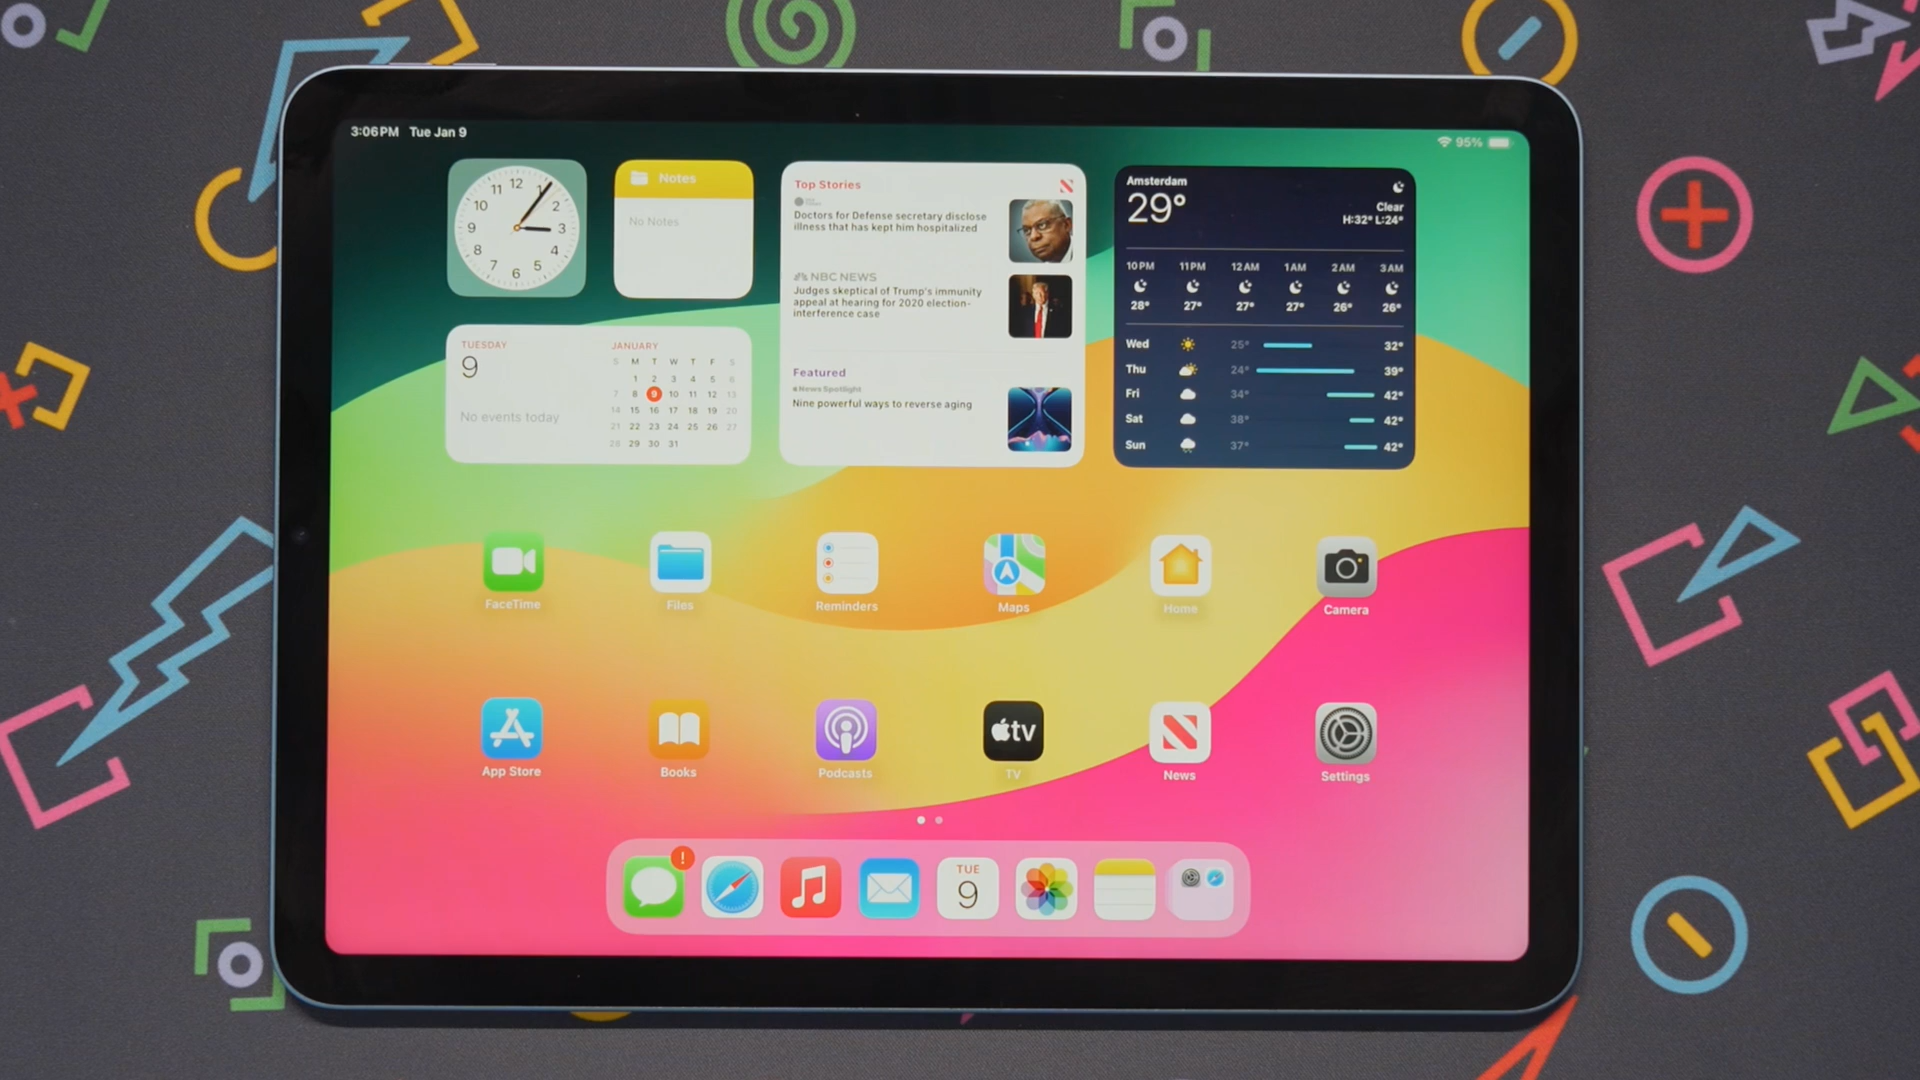 3:06 PM Tue Jan 9
95%
12
11 1
10 2
9 3
8 4
7 5
6
Notes
No Notes
Top Stories
Doctors for Defense secretary disclose
illness that has kept him hospitalized
NBC NEWS
Judges skeptical of Trump's immunity
appeal at hearing for 2020 election-
interference case
Featured
News Spotlight
Nine powerful ways to reverse aging
Amsterdam
29°
Clear
H:32° L:24°
10PM 11PM 12AM 1AM 2AM 3AM
28° 27° 27° 27° 26° 26°
Wed 25° 32°
Thu 24° 39°
Fri 34° 42°
Sat 38° 42°
Sun 37° 42°
TUESDAY
9
No events today
JANUARY
S M T W T F S
1 2 3 4 5 6
7 8 9 10 11 12 13
14 15 16 17 18 19 20
21 22 23 24 25 26 27
28 29 30 31
FaceTime Files Reminders Maps Home Camera
tv
App Store Books Podcasts TV News Settings
!
TUE
9